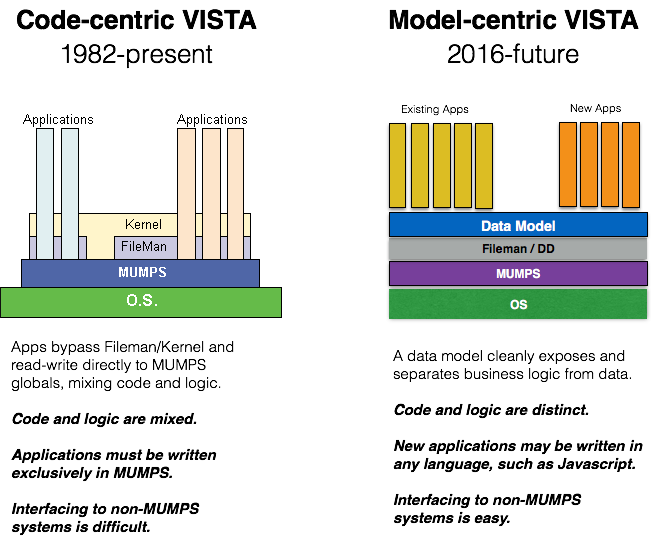 Code-centric VISTA
1982-present
Applications
Applications
Kernel
FileMan
MUMPS
O.S.
Apps bypass Fileman/Kernel and
read-write directly to MUMPS
globals, mixing code and logic.
Code and logic are mixed.
Applications must be written
exclusively in MUMPS.
Interfacing to non-MUMPS
systems is difficult.
Model-centric VISTA
2016-future
Existing Apps
New Apps
Data Model
Fileman / DD
MUMPS
OS
A data model cleanly exposes and
separates business logic from data.
Code and logic are distinct.
New applications may be written in
any language, such as Javascript.
Interfacing to non-MUMPS
systems is easy.